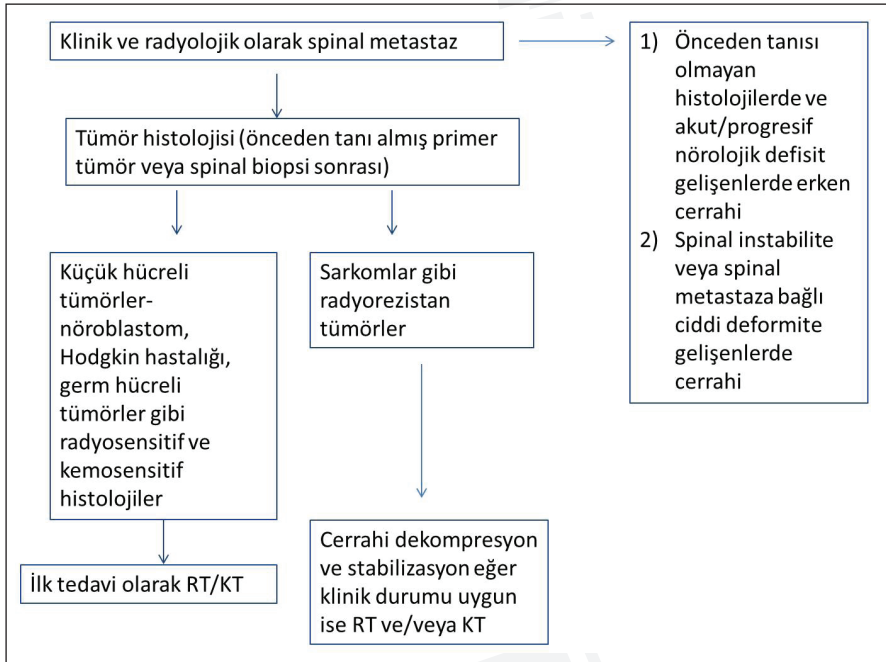 Klinik ve radyolojik olarak spinal metastaz
1) Önceden tanısı
olmayan
histolojilerde ve
akut/progresif
nörolojik defisit
gelişenlerde erken
cerrahi
2) Spinal instabilite
veya spinal
metastaza bağlı
ciddi deformite
gelişenlerde
cerrahi
Tümör histolojisi (önceden tanı almış primer
tümör veya spinal biopsi sonrası)
Küçük hücreli
tümörler-
nöroblastom,
Hodgkin hastalığı,
germ hücreli
tümörler gibi
radyosensitif ve
kemosensitif
histolojiler
Sarkomlar gibi
radyorezistan
tümörler
İlk tedavi olarak RT/KT
Cerrahi dekompresyon
ve stabilizasyon eğer
klinik durumu uygun
ise RT ve/veya KT